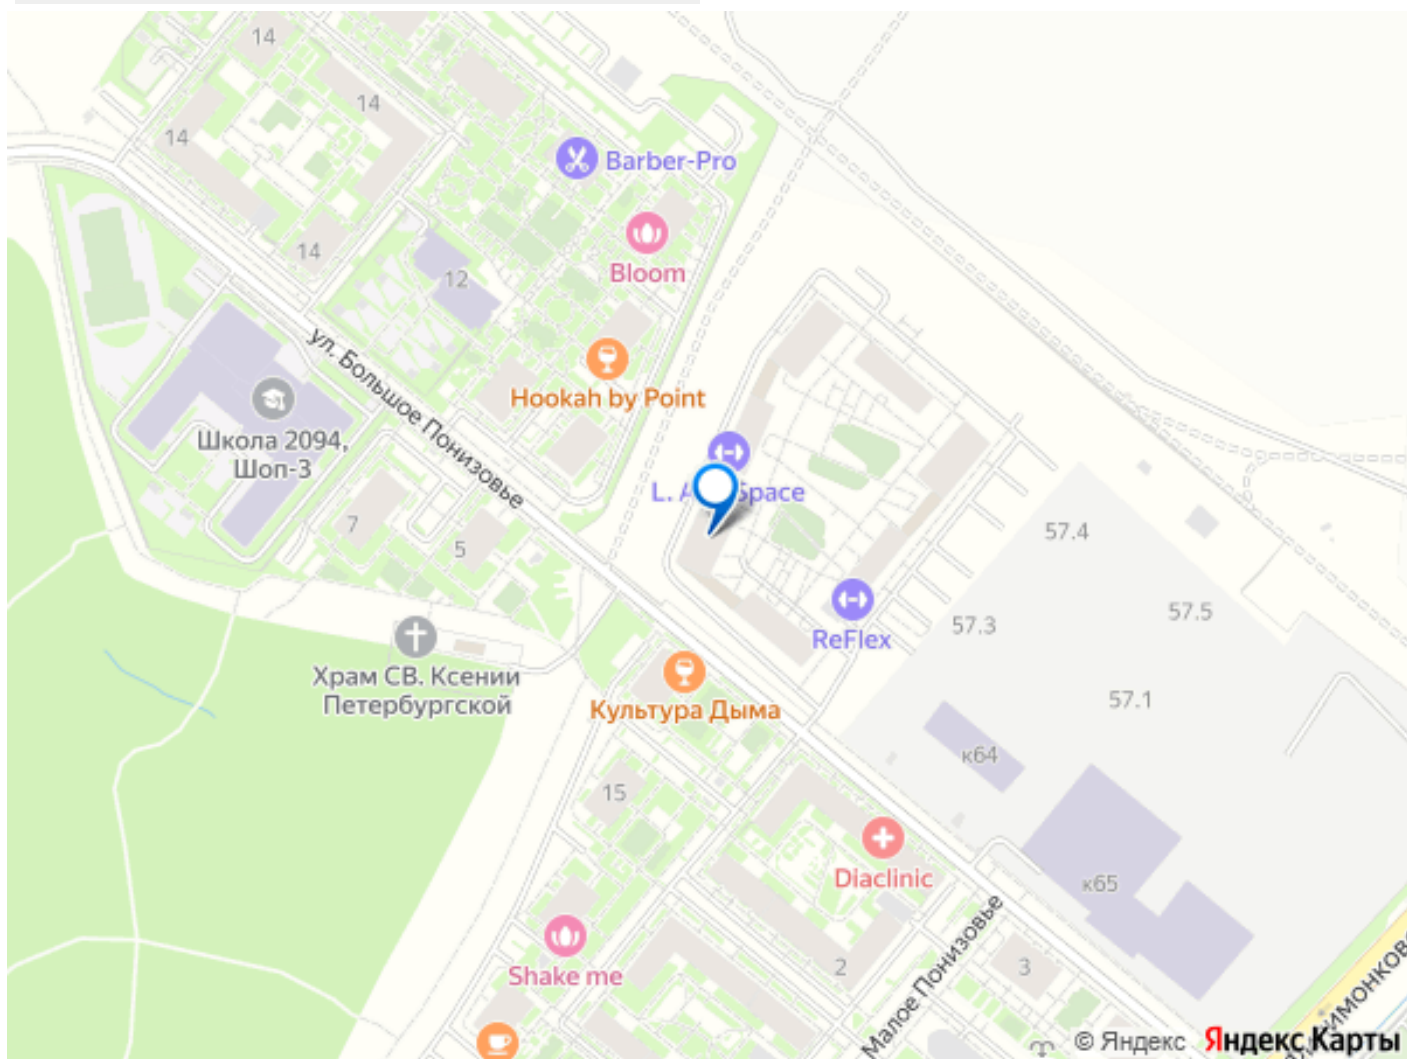 14
14
14
Barber-Pro
14
Bloom
12
ул. Большое Понизовье
Hookah by Point
Школа 2094,
Шоп-3
L. A
Space
7
5
57.4
57.5
57.3
ReFlex
Храм СВ. Ксении
Петербургской
Культура Дыма
57.1
к64
15
Diaclinic
к65
Shake me
2
Малое Понизовье
3
© Яндекс
Яндекс Карты